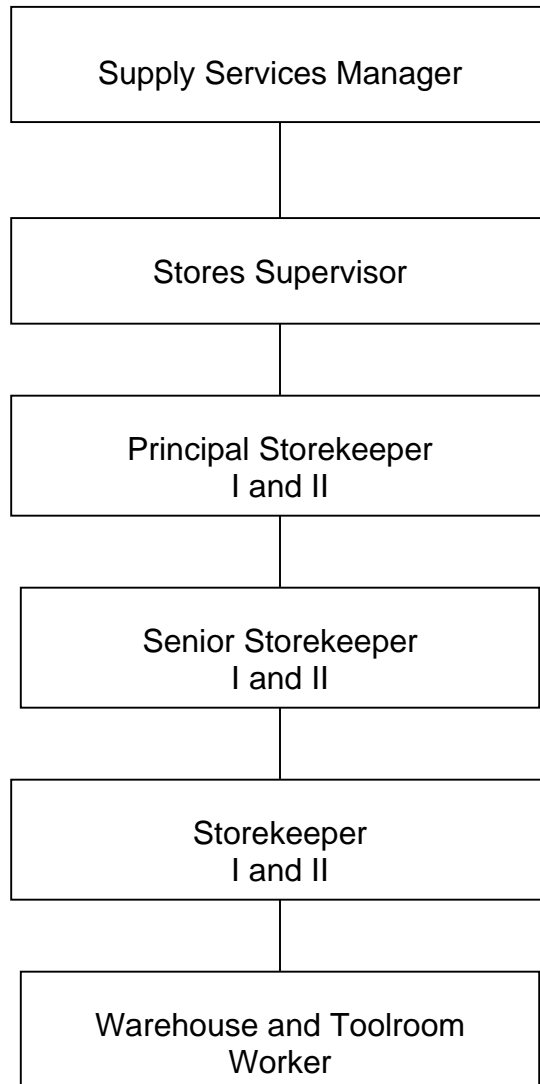 Supply Services Manager
Stores Supervisor
Principal Storekeeper
I and II
Senior Storekeeper
I and II
Storekeeper
I and II
Warehouse and Toolroom
Worker